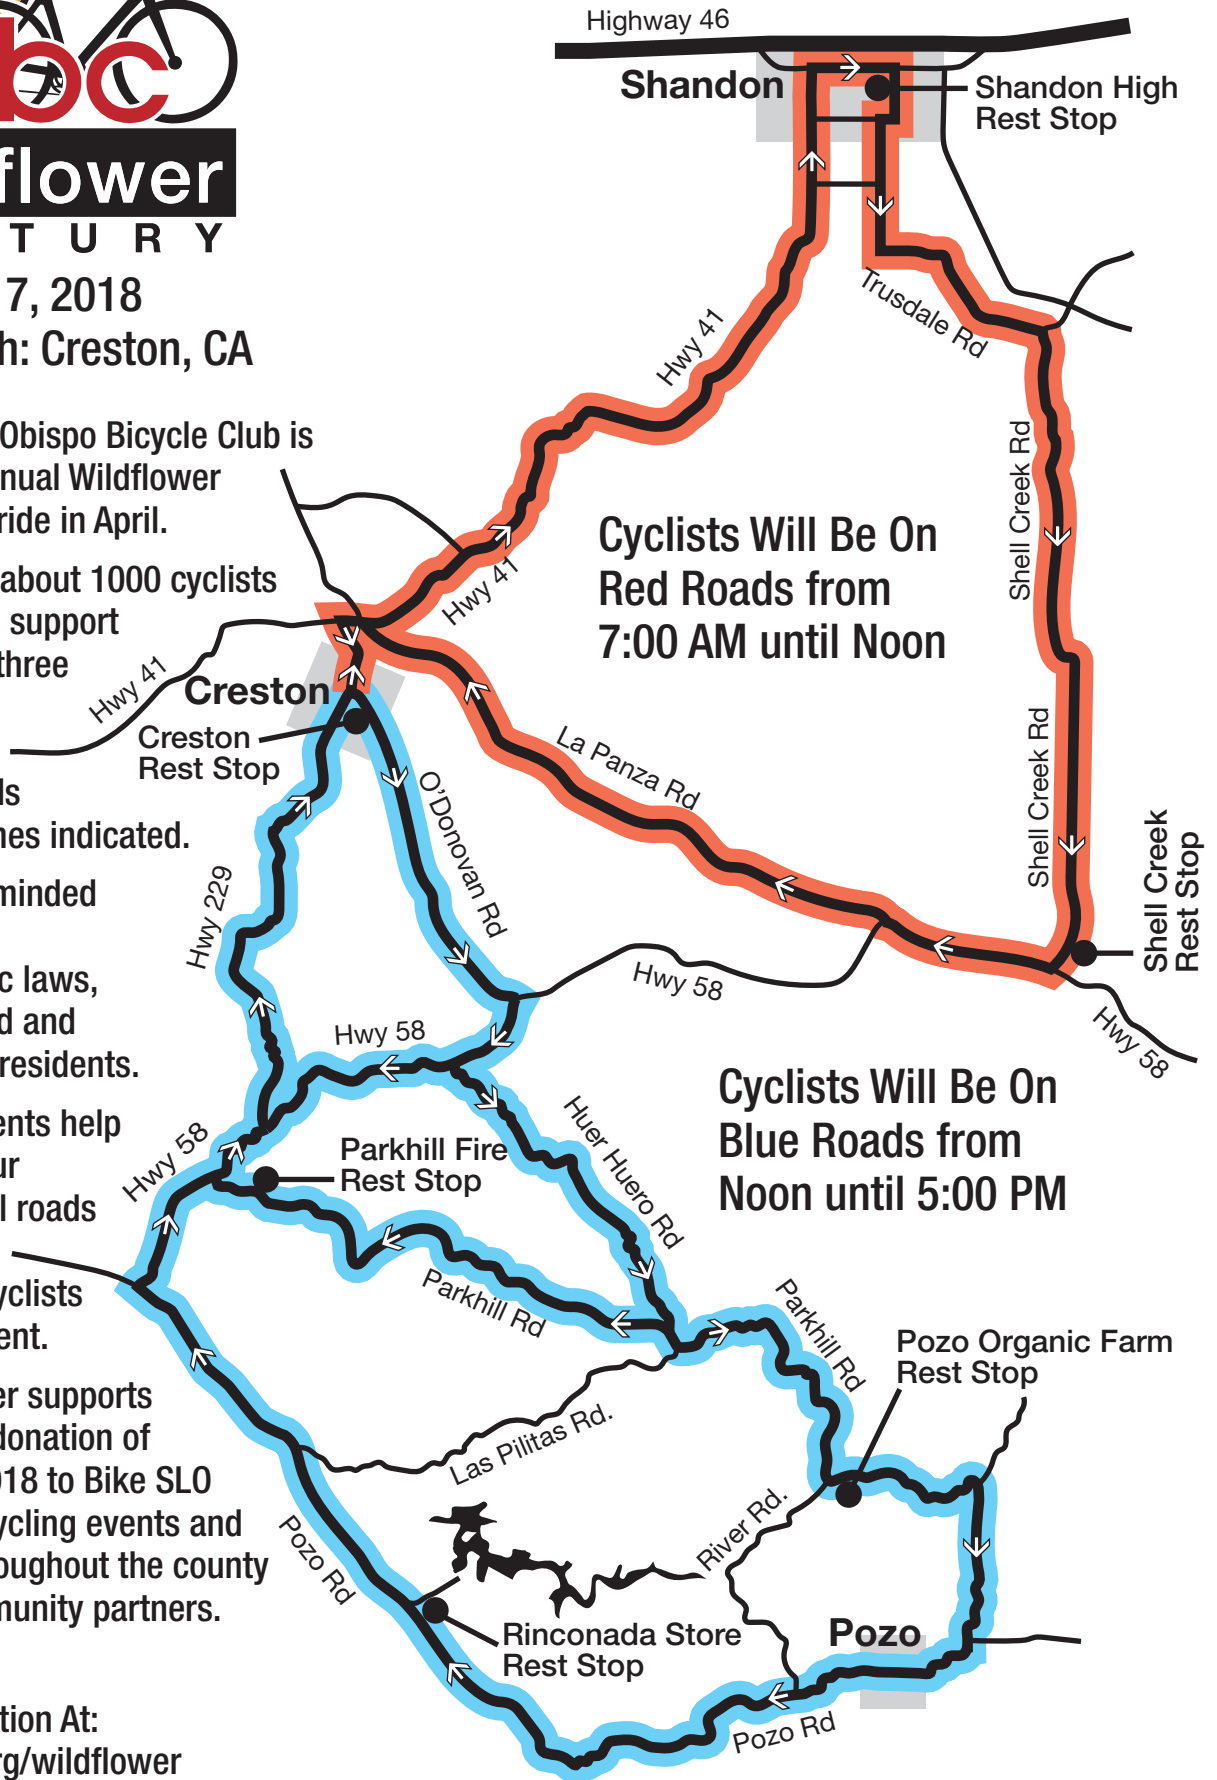 bc
flower
TURY
7, 2018
h: Creston, CA
Obispo Bicycle Club is
nual Wildflower
ride in April.
about 1000 cyclists
support
three
ds
nes indicated.
minded
c laws,
d and
residents.
ents help
ur
l roads
yclists
ent.
er supports
donation of
018 to Bike SLO
ycling events and
oughout the county
munity partners.
tion At:
rg/wildflower
Highway 46
Shandon
Shandon High
Rest Stop
Trusdale Rd
Hwy 41
Shell Creek Rd
Cyclists Will Be On
Red Roads from
7:00 AM until Noon
Hwy 41
Hwy 41
Creston
Creston
Rest Stop
La Panza Rd
O'Donovan Rd
Shell Creek Rd
Shell Creek
Rest Stop
Hwy 229
Hwy 58
Hwy 58
Hwy 58
Cyclists Will Be On
Blue Roads from
Noon until 5:00 PM
Hwy 58
Parkhill Fire
Rest Stop
Huer Huero Rd
Parkhill Rd
Parkhill Rd
Pozo Organic Farm
Rest Stop
Las Pilitas Rd.
River Rd.
Pozo Rd
Rinconada Store
Rest Stop
Pozo
Pozo Rd